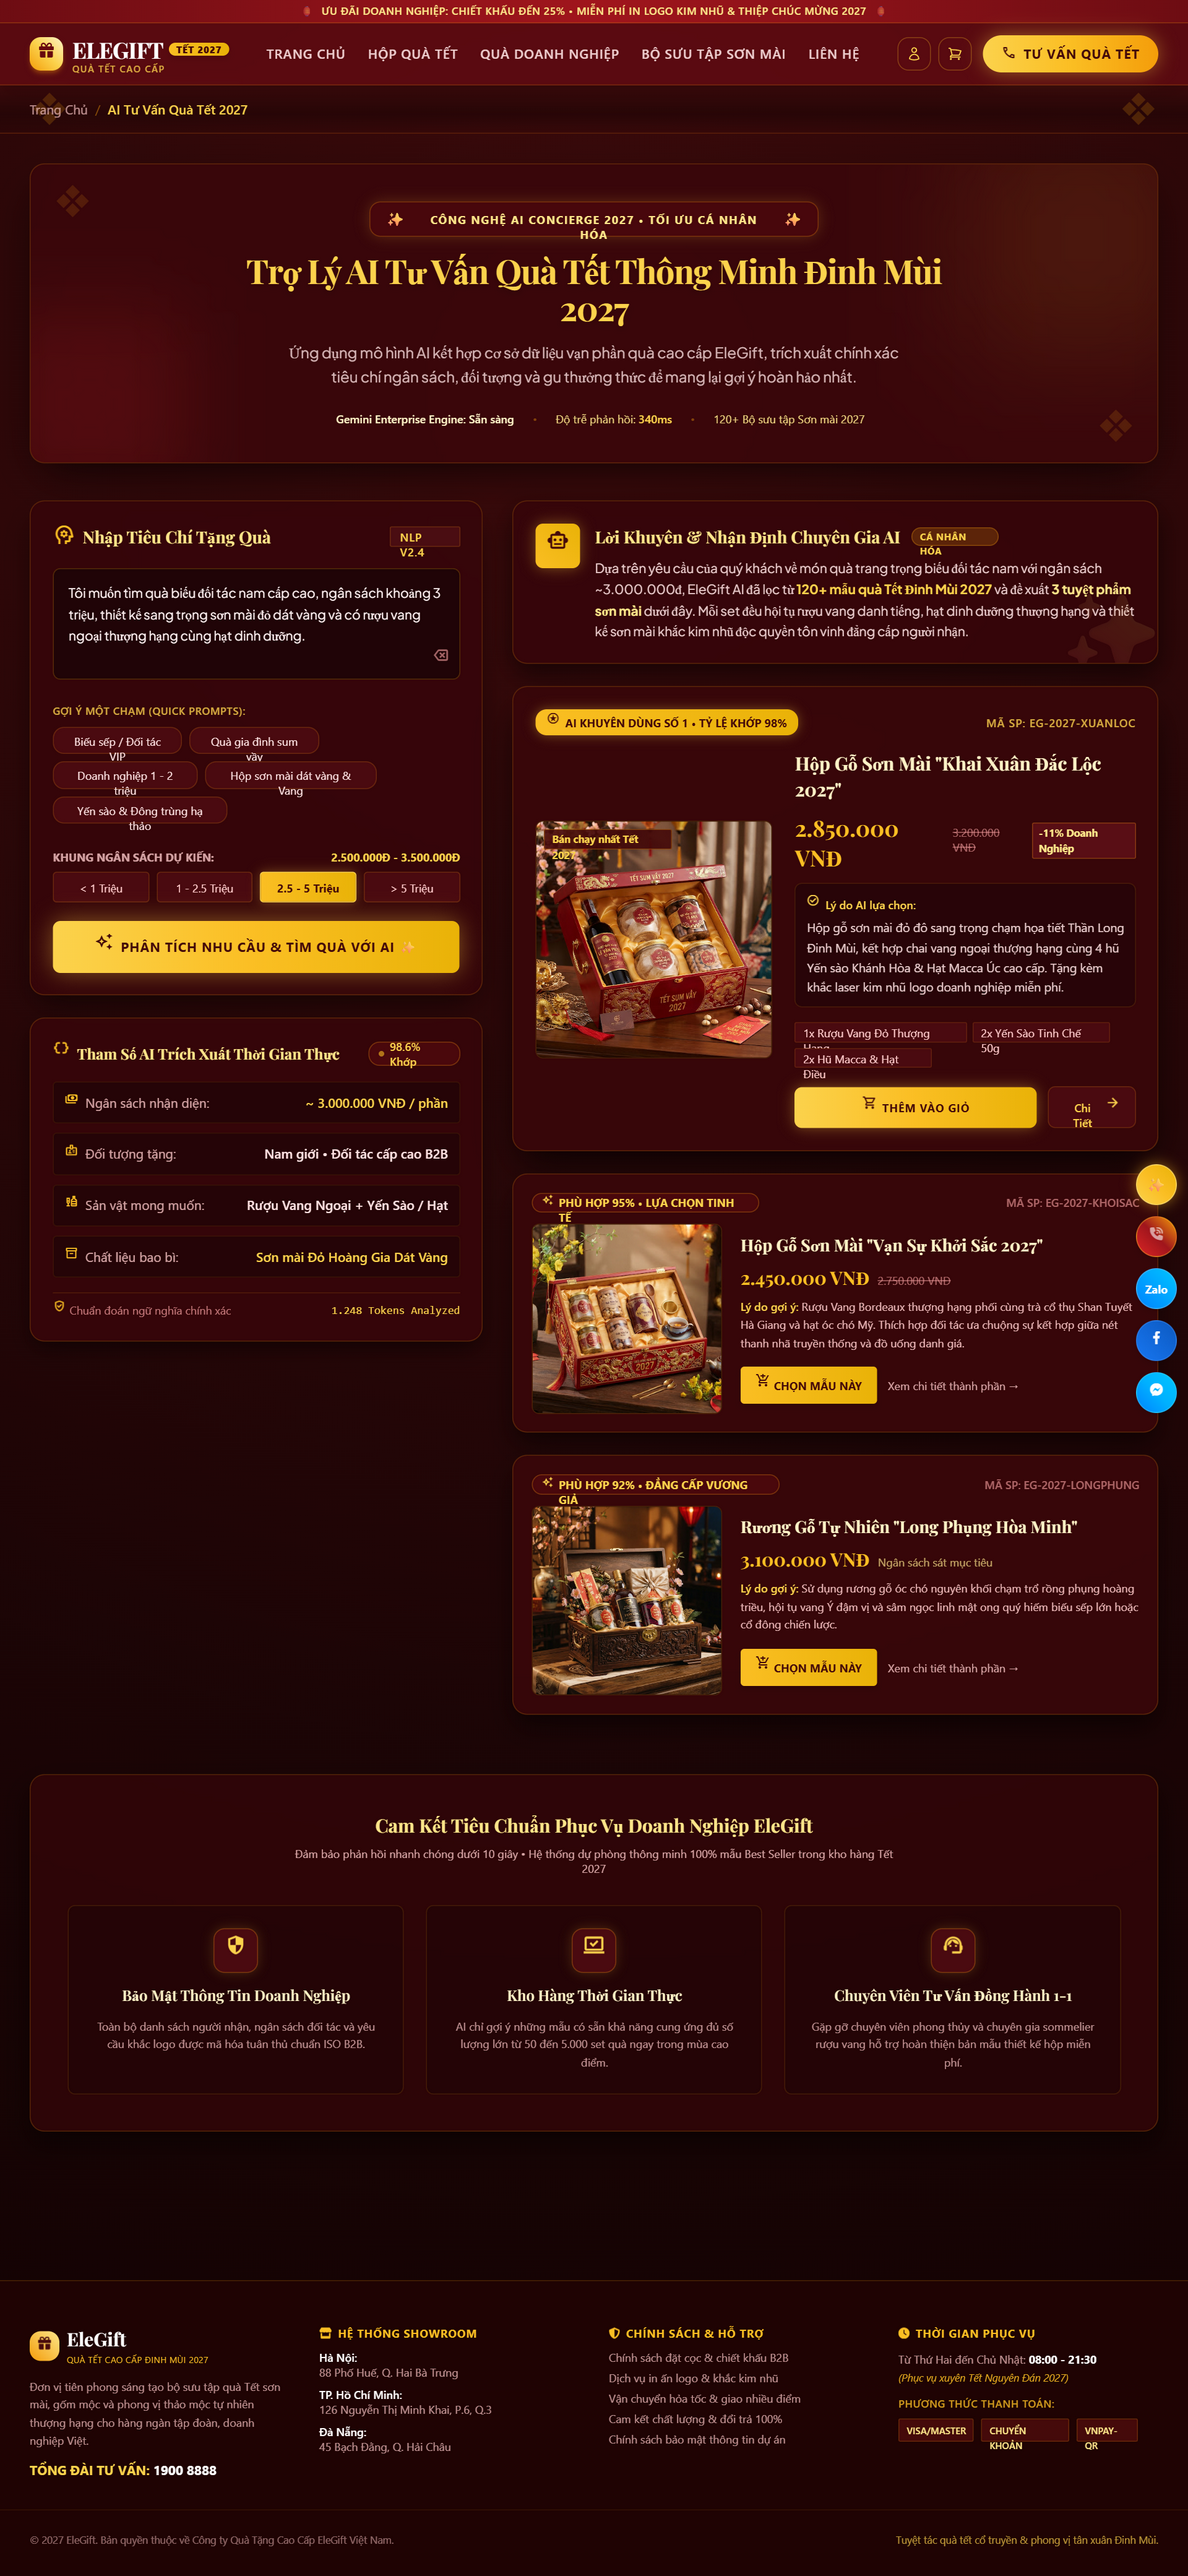 ƯU ĐÃI DOANH NGHIỆP: CHIẾT KHẤU ĐẾN 25% • MIỄN PHÍ IN LOGO KIM NHŨ & THIỆP CHÚC MỪNG 2027
ELEGIFT TẾT 2027
QUÀ TẾT CAO CẤP
TRANG CHỦ HỘP QUÀ TẾT QUÀ DOANH NGHIỆP BỘ SƯU TẬP SƠN MÀI LIÊN HỆ
TƯ VẤN QUÀ TẾT
Trang Chủ / AI Tư Vấn Quà Tết 2027
CÔNG NGHỆ AI CONCIERGE 2027 • TỐI ƯU CÁ NHÂN
HÓA
Trợ Lý AI Tư Vấn Quà Tết Thông Minh Đinh Mùi
2027
Ứng dụng mô hình AI kết hợp cơ sở dữ liệu vạn phần quà cao cấp EleGift, trích xuất chính xác
tiêu chí ngân sách, đối tượng và gu thưởng thức để mang lại gợi ý hoàn hảo nhất.
Gemini Enterprise Engine: Sẵn sàng • Độ trễ phản hồi: 340ms • 120+ Bộ sưu tập Sơn mài 2027
Nhập Tiêu Chí Tặng Quà
NLP
V2.4
Tôi muốn tìm quà biếu đối tác nam cấp cao, ngân sách khoảng 3
triệu, thiết kế sang trọng sơn mài đỏ dát vàng và có rượu vang
ngoại thượng hạng cùng hạt dinh dưỡng.
GỢI Ý MỘT CHẠM (QUICK PROMPTS):
Biếu sếp / Đối tác
VIP
Quà gia đình sum
vầy
Doanh nghiệp 1 - 2
triệu
Hộp sơn mài dát vàng &
Vang
Yến sào & Đông trùng hạ
thảo
KHUNG NGÂN SÁCH DỰ KIẾN: 2.500.000Đ - 3.500.000Đ
< 1 Triệu 1 - 2.5 Triệu 2.5 - 5 Triệu > 5 Triệu
PHÂN TÍCH NHU CẦU & TÌM QUÀ VỚI AI
Tham Số AI Trích Xuất Thời Gian Thực
98.6%
Khớp
Ngân sách nhận diện: ~ 3.000.000 VNĐ / phần
Đối tượng tặng: Nam giới • Đối tác cấp cao B2B
Sản vật mong muốn: Rượu Vang Ngoại + Yến Sào / Hạt
Chất liệu bao bì: Sơn mài Đỏ Hoàng Gia Dát Vàng
Chuẩn đoán ngữ nghĩa chính xác 1.248 Tokens Analyzed
Lời Khuyên & Nhận Định Chuyên Gia AI
CÁ NHÂN
HÓA
Dựa trên yêu cầu của quý khách về món quà trang trọng biếu đối tác nam với ngân sách
~3.000.000đ, EleGift AI đã lọc từ 120+ mẫu quà Tết Đinh Mùi 2027 và đề xuất 3 tuyệt phẩm
sơn mài dưới đây. Mỗi set đều hội tụ rượu vang danh tiếng, hạt dinh dưỡng thượng hạng và thiết
kế sơn mài khắc kim nhũ độc quyền tôn vinh đẳng cấp người nhận.
AI KHUYÊN DÙNG SỐ 1 • TỶ LỆ KHỚP 98%
MÃ SP: EG-2027-XUANLOC
Bán chạy nhất Tết
2027
TẾT SUM VẦY
2027
Hộp Gỗ Sơn Mài "Khai Xuân Đắc Lộc
2027"
2.850.000
VNĐ
3.200.000
VNĐ
-11% Doanh
Nghiệp
Lý do AI lựa chọn:
Hộp gỗ sơn mài đỏ đô sang trọng chạm họa tiết Thần Long
Đinh Mùi, kết hợp chai vang ngoại thượng hạng cùng 4 hũ
Yến sào Khánh Hòa & Hạt Macca Úc cao cấp. Tặng kèm
khắc laser kim nhũ logo doanh nghiệp miễn phí.
1x Rượu Vang Đỏ Thượng
Hạng
2x Yến Sào Tinh Chế
50g
2x Hũ Macca & Hạt
Điều
THÊM VÀO GIỎ
Chi
Tiết
PHÙ HỢP 95% • LỰA CHỌN TINH
TẾ
MÃ SP: EG-2027-KHOISAC
2027
Hộp Gỗ Sơn Mài "Vạn Sự Khởi Sắc 2027"
2.450.000 VNĐ 2.750.000 VNĐ
Lý do gợi ý: Rượu Vang Bordeaux thượng hạng phối cùng trà cổ thụ Shan Tuyết
Hà Giang và hạt óc chó Mỹ. Thích hợp đối tác ưa chuộng sự kết hợp giữa nét
thanh nhã truyền thống và đồ uống danh giá.
CHỌN MẪU NÀY Xem chi tiết thành phần →
Zalo
PHÙ HỢP 92% • ĐẲNG CẤP VƯƠNG
GIẢ
MÃ SP: EG-2027-LONGPHUNG
Rương Gỗ Tự Nhiên "Long Phụng Hòa Minh"
3.100.000 VNĐ Ngân sách sát mục tiêu
Lý do gợi ý: Sử dụng rương gỗ óc chó nguyên khối chạm trổ rồng phụng hoàng
triều, hội tụ vang Ý đậm vị và sâm ngọc linh mật ong quý hiếm biếu sếp lớn hoặc
cổ đông chiến lược.
CHỌN MẪU NÀY Xem chi tiết thành phần →
Cam Kết Tiêu Chuẩn Phục Vụ Doanh Nghiệp EleGift
Đảm bảo phản hồi nhanh chóng dưới 10 giây • Hệ thống dự phòng thông minh 100% mẫu Best Seller trong kho hàng Tết
2027
Bảo Mật Thông Tin Doanh Nghiệp
Toàn bộ danh sách người nhận, ngân sách đối tác và yêu
cầu khắc logo được mã hóa tuân thủ chuẩn ISO B2B.
Kho Hàng Thời Gian Thực
AI chỉ gợi ý những mẫu có sẵn khả năng cung ứng đủ số
lượng lớn từ 50 đến 5.000 set quà ngay trong mùa cao
điểm.
Chuyên Viên Tư Vấn Đồng Hành 1-1
Gặp gỡ chuyên viên phong thủy và chuyên gia sommelier
rượu vang hỗ trợ hoàn thiện bản mẫu thiết kế hộp miễn
phí.
EleGift
QUÀ TẾT CAO CẤP ĐINH MÙI 2027
Đơn vị tiên phong sáng tạo bộ sưu tập quà Tết sơn
mài, gốm mộc và phong vị thảo mộc tự nhiên
thượng hạng cho hàng ngàn tập đoàn, doanh
nghiệp Việt.
TỔNG ĐÀI TƯ VẤN: 1900 8888
HỆ THỐNG SHOWROOM
Hà Nội:
88 Phố Huế, Q. Hai Bà Trưng
TP. Hồ Chí Minh:
126 Nguyễn Thị Minh Khai, P.6, Q.3
Đà Nẵng:
45 Bạch Đằng, Q. Hải Châu
CHÍNH SÁCH & HỖ TRỢ
Chính sách đặt cọc & chiết khấu B2B
Dịch vụ in ấn logo & khắc kim nhũ
Vận chuyển hỏa tốc & giao nhiều điểm
Cam kết chất lượng & đổi trả 100%
Chính sách bảo mật thông tin dự án
THỜI GIAN PHỤC VỤ
Từ Thứ Hai đến Chủ Nhật: 08:00 - 21:30
(Phục vụ xuyên Tết Nguyên Đán 2027)
PHƯƠNG THỨC THANH TOÁN:
VISA/MASTER
CHUYỂN
KHOẢN
VNPAY-
QR
© 2027 EleGift. Bản quyền thuộc về Công ty Quà Tặng Cao Cấp EleGift Việt Nam.
Tuyệt tác quà tết cổ truyền & phong vị tân xuân Đinh Mùi.